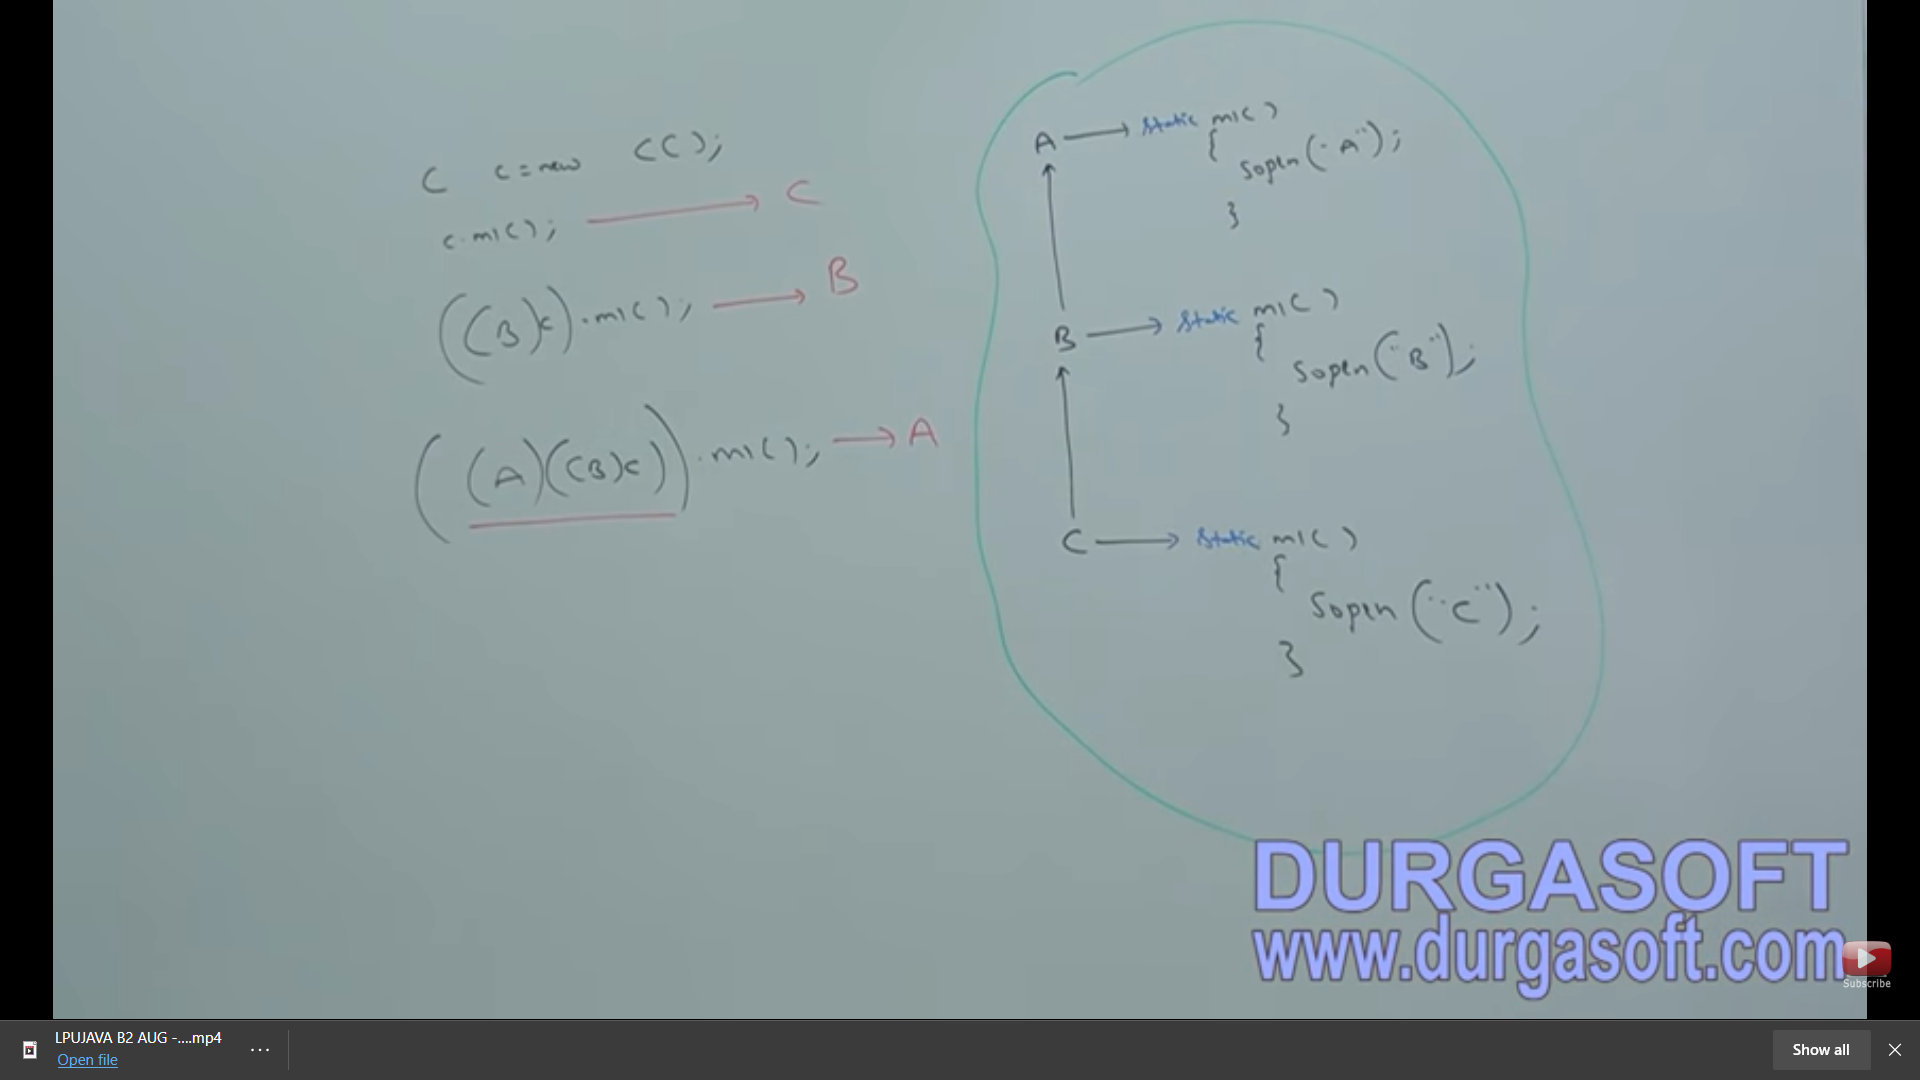 C c=new C();
c.m1(); → C
((B)c).m1(); → B
((A)((B)c)).m1(); → A
A → static m1()
{
sopln("A");
}
B → static m1()
{
sopln("B");
}
C → static m1()
{
sopln("C");
}
DURGASOFT
www.durgasoft.com
Subscribe
LPUJAVA B2 AUG -....mp4
Open file
Show all